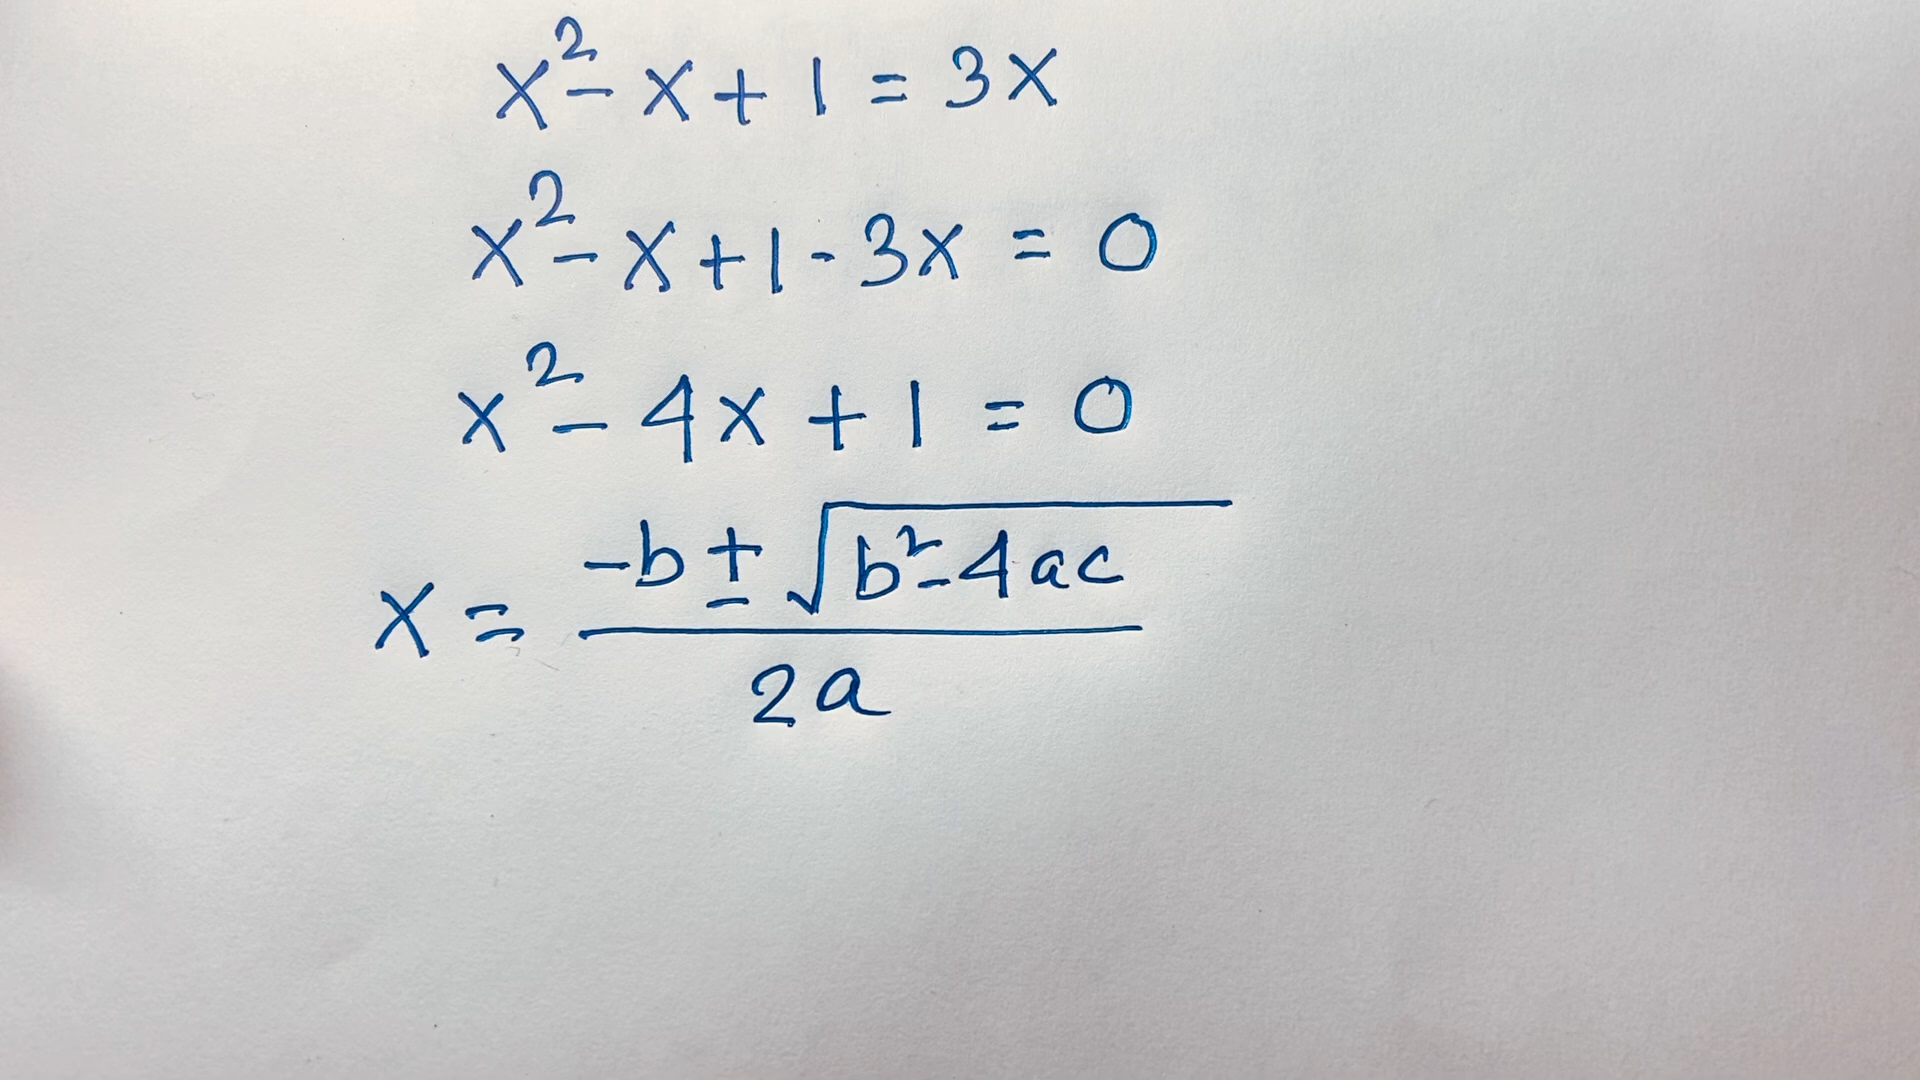 x² - x + 1 = 3x
x² - x + 1 - 3x = 0
x² - 4x + 1 = 0
x = (-b ± √(b² - 4ac)) / 2a